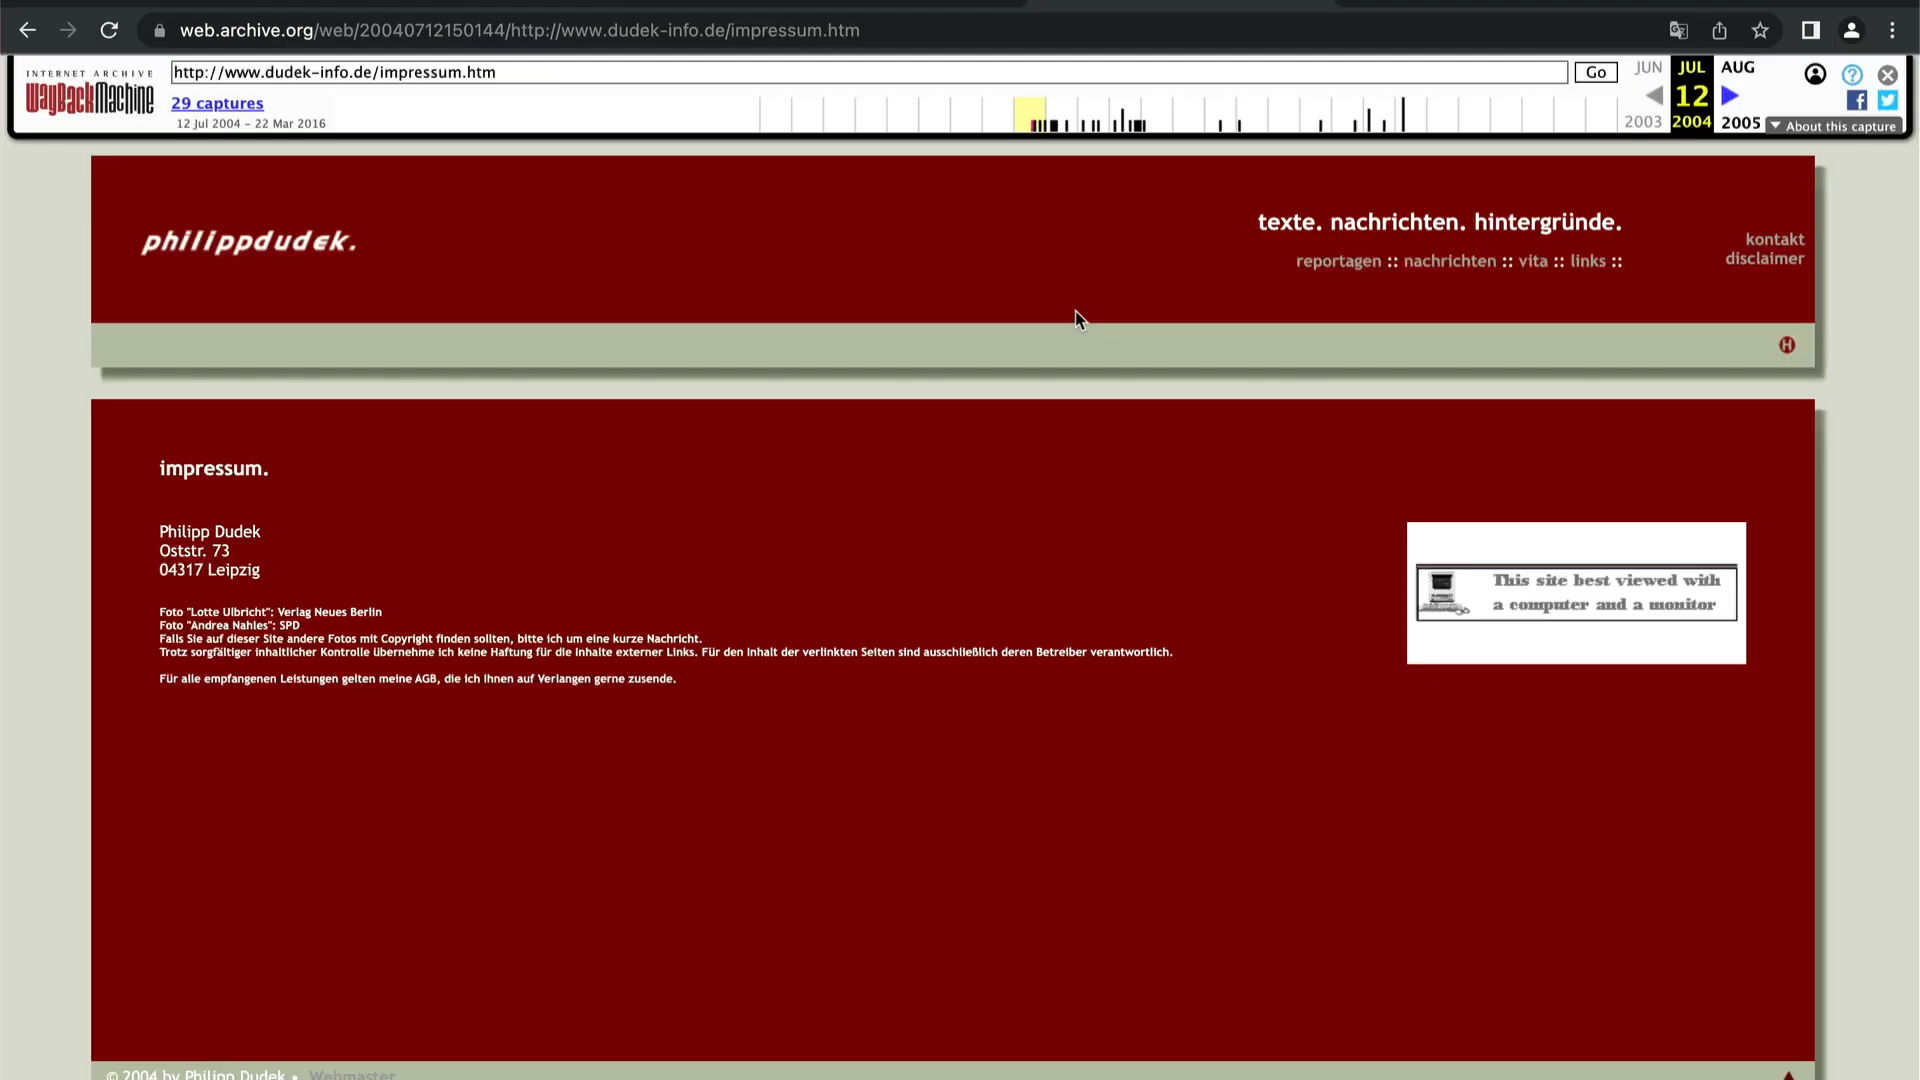 web.archive.org/web/20040712150144/http://www.dudek-info.de/impressum.htm
INTERNET ARCHIVE
WayBackMachine
http://www.dudek-info.de/impressum.htm
Go
29 captures
12 Jul 2004 – 22 Mar 2016
JUN JUL AUG
12
2003 2004 2005
About this capture
philippdudek.
texte. nachrichten. hintergründe.
reportagen :: nachrichten :: vita :: links ::
kontakt
disclaimer
H
impressum.
Philipp Dudek
Oststr. 73
04317 Leipzig
This site best viewed with
a computer and a monitor
Foto "Lotte Ulbricht": Verlag Neues Berlin
Foto "Andrea Nahles": SPD
Falls Sie auf dieser Site andere Fotos mit Copyright finden sollten, bitte ich um eine kurze Nachricht.
Trotz sorgfältiger inhaltlicher Kontrolle übernehme ich keine Haftung für die Inhalte externer Links. Für den Inhalt der verlinkten Seiten sind ausschließlich deren Betreiber verantwortlich.
Für alle empfangenen Leistungen gelten meine AGB, die ich Ihnen auf Verlangen gerne zusende.
© 2004 by Philipp Dudek • Webmaster